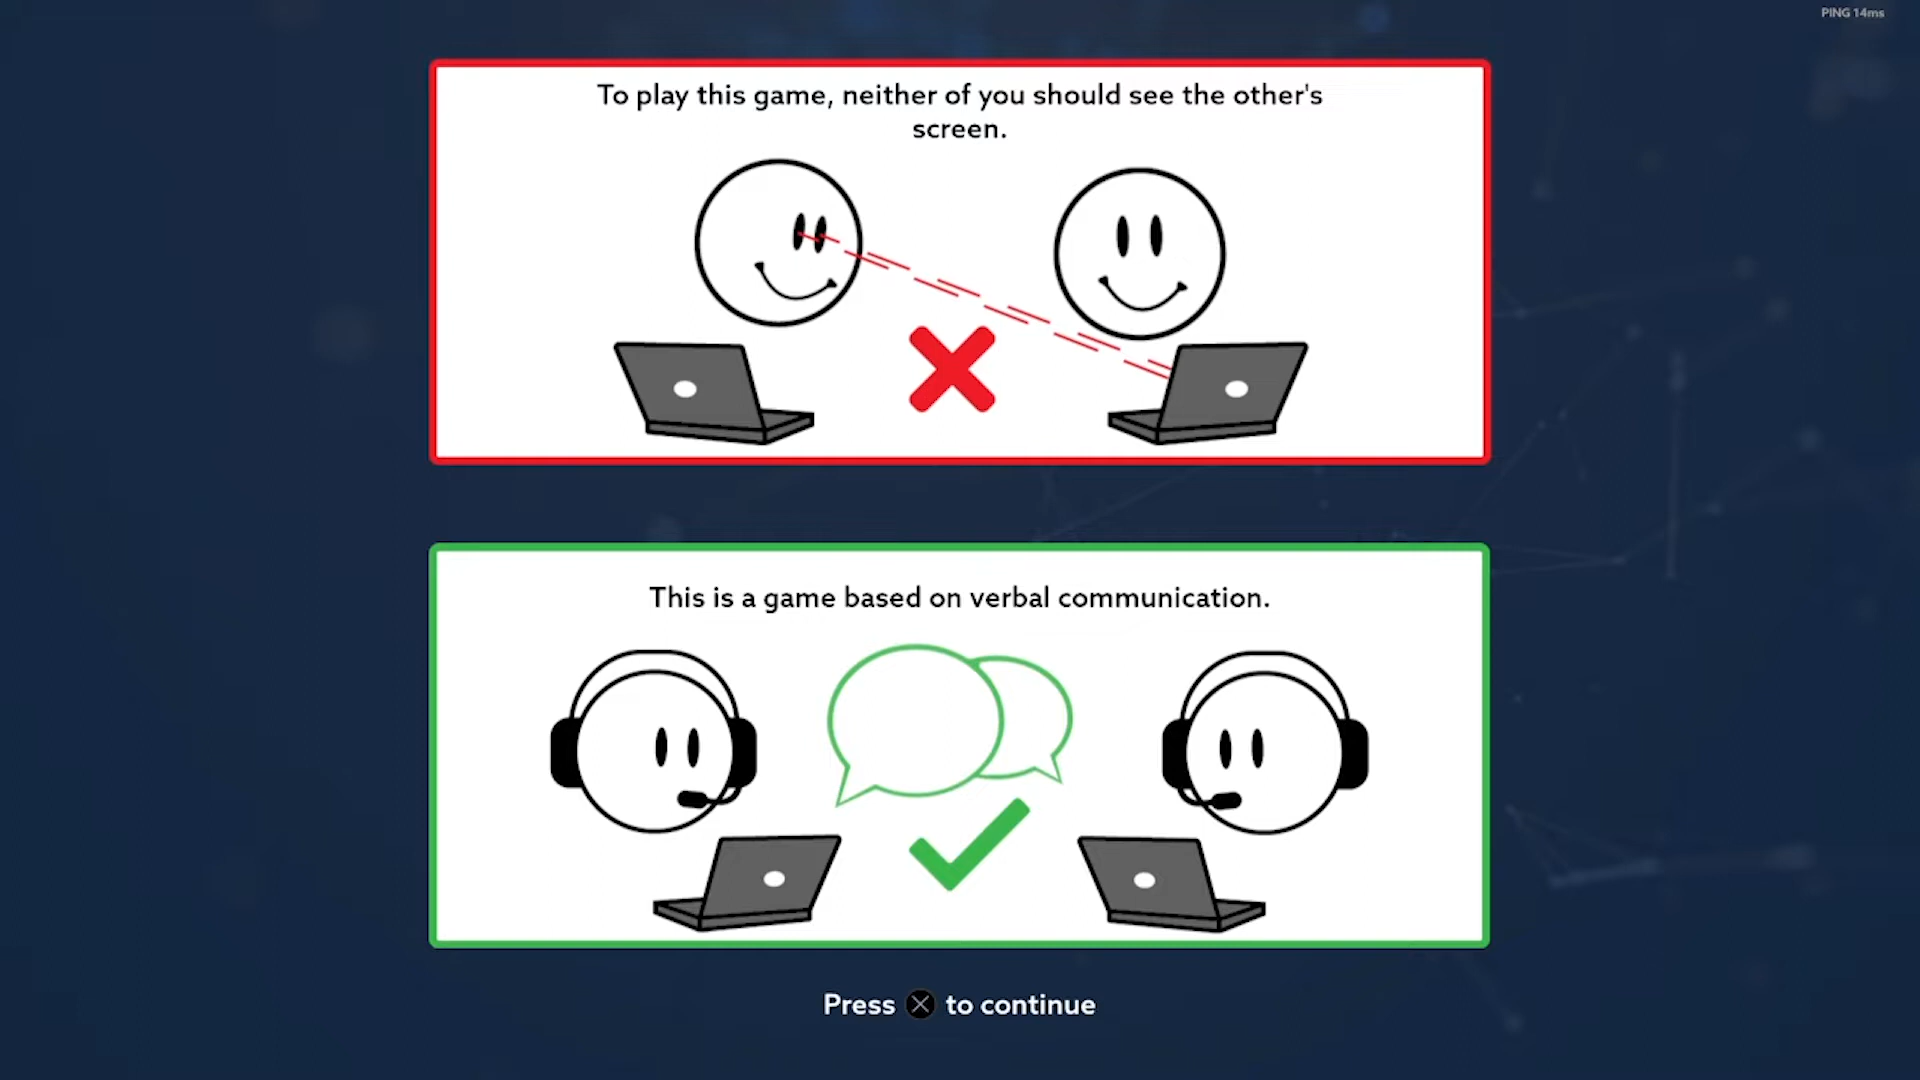 PING 14ms
To play this game, neither of you should see the other's
screen.
This is a game based on verbal communication.
Press to continue